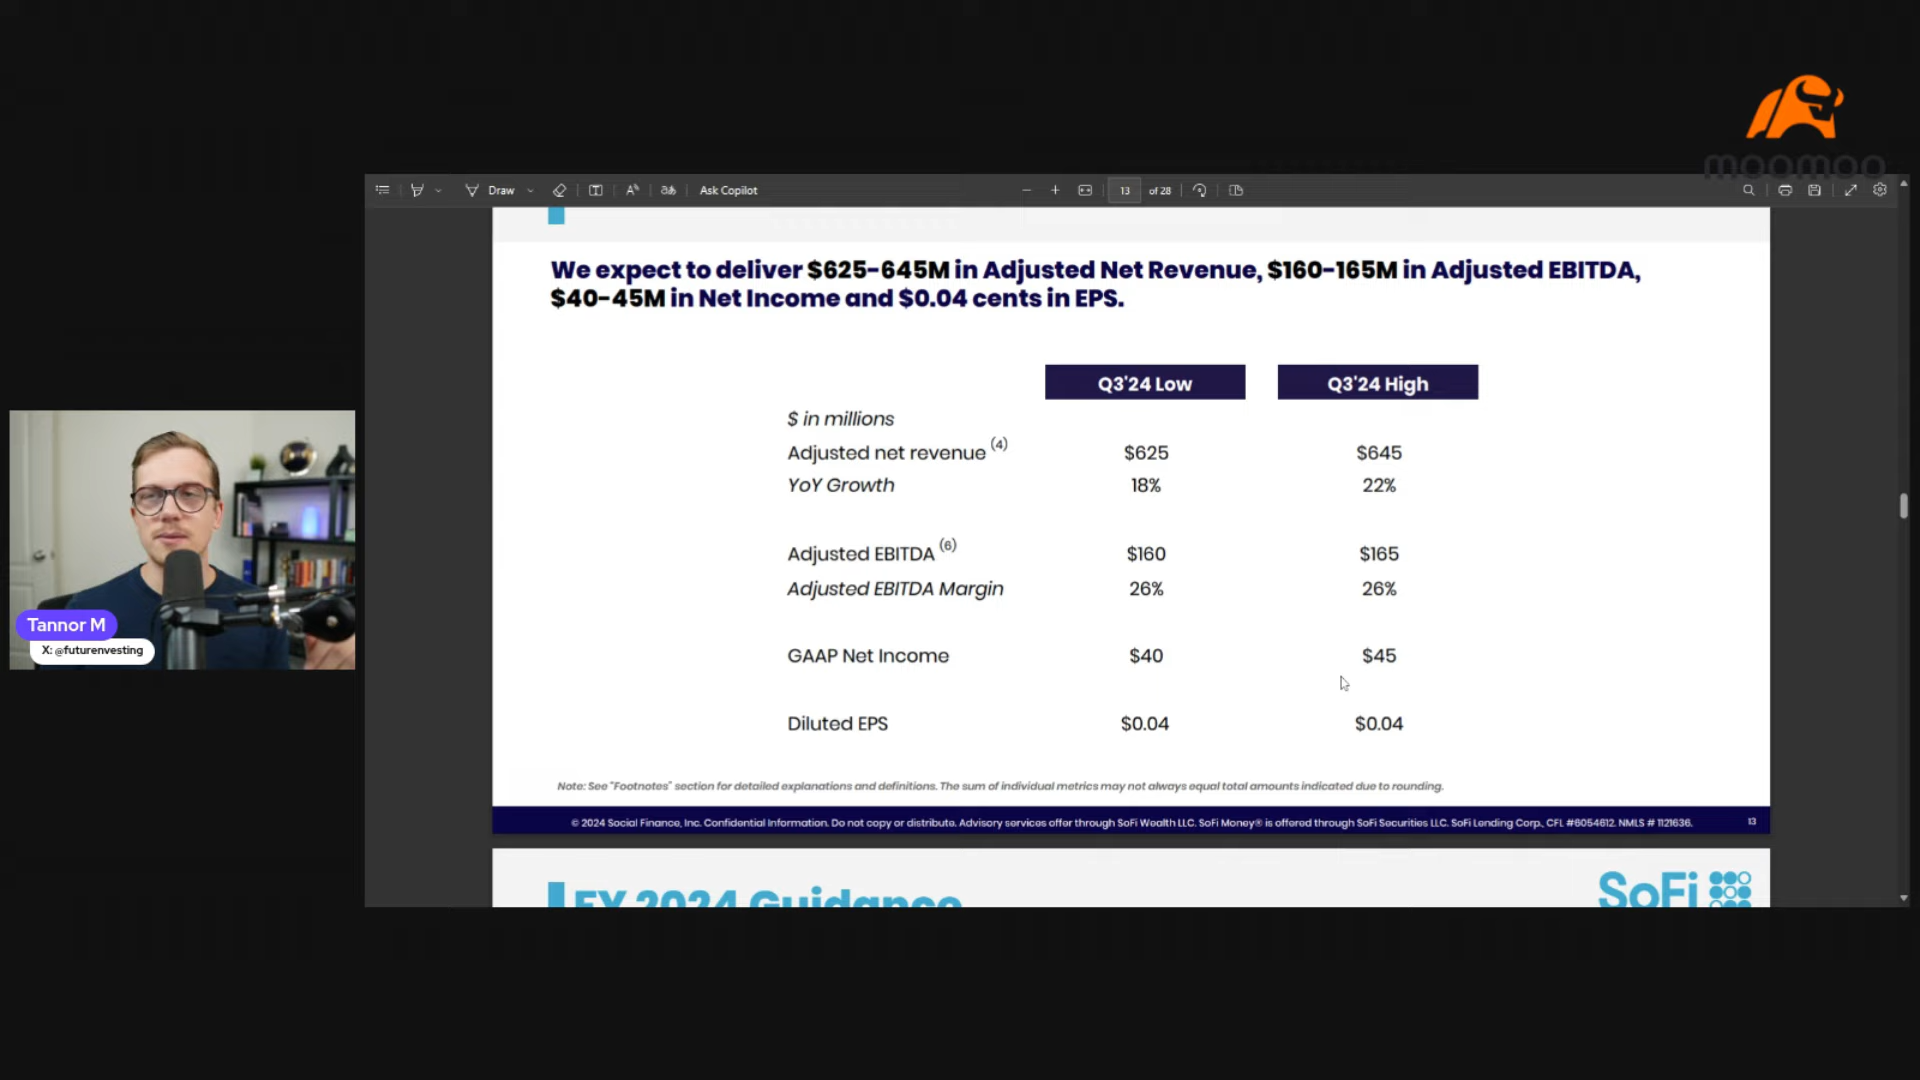 moomoo
Draw
Ask Copilot
13 of 28
We expect to deliver $625-645M in Adjusted Net Revenue, $160-165M in Adjusted EBITDA,
$40-45M in Net Income and $0.04 cents in EPS.
Q3'24 Low Q3'24 High
$ in millions
Adjusted net revenue (4) $625 $645
YoY Growth 18% 22%
Adjusted EBITDA (6) $160 $165
Adjusted EBITDA Margin 26% 26%
GAAP Net Income $40 $45
Diluted EPS $0.04 $0.04
Note: See "Footnotes" section for detailed explanations and definitions. The sum of individual metrics may not always equal total amounts indicated due to rounding.
© 2024 Social Finance, Inc. Confidential Information. Do not copy or distribute. Advisory services offer through SoFi Wealth LLC. SoFi Money® is offered through SoFi Securities LLC. SoFi Lending Corp., CFL #6054612. NMLS # 1121636. 13
FY 2024 Guidance
SoFi
Tannor M
X: @futurenvesting